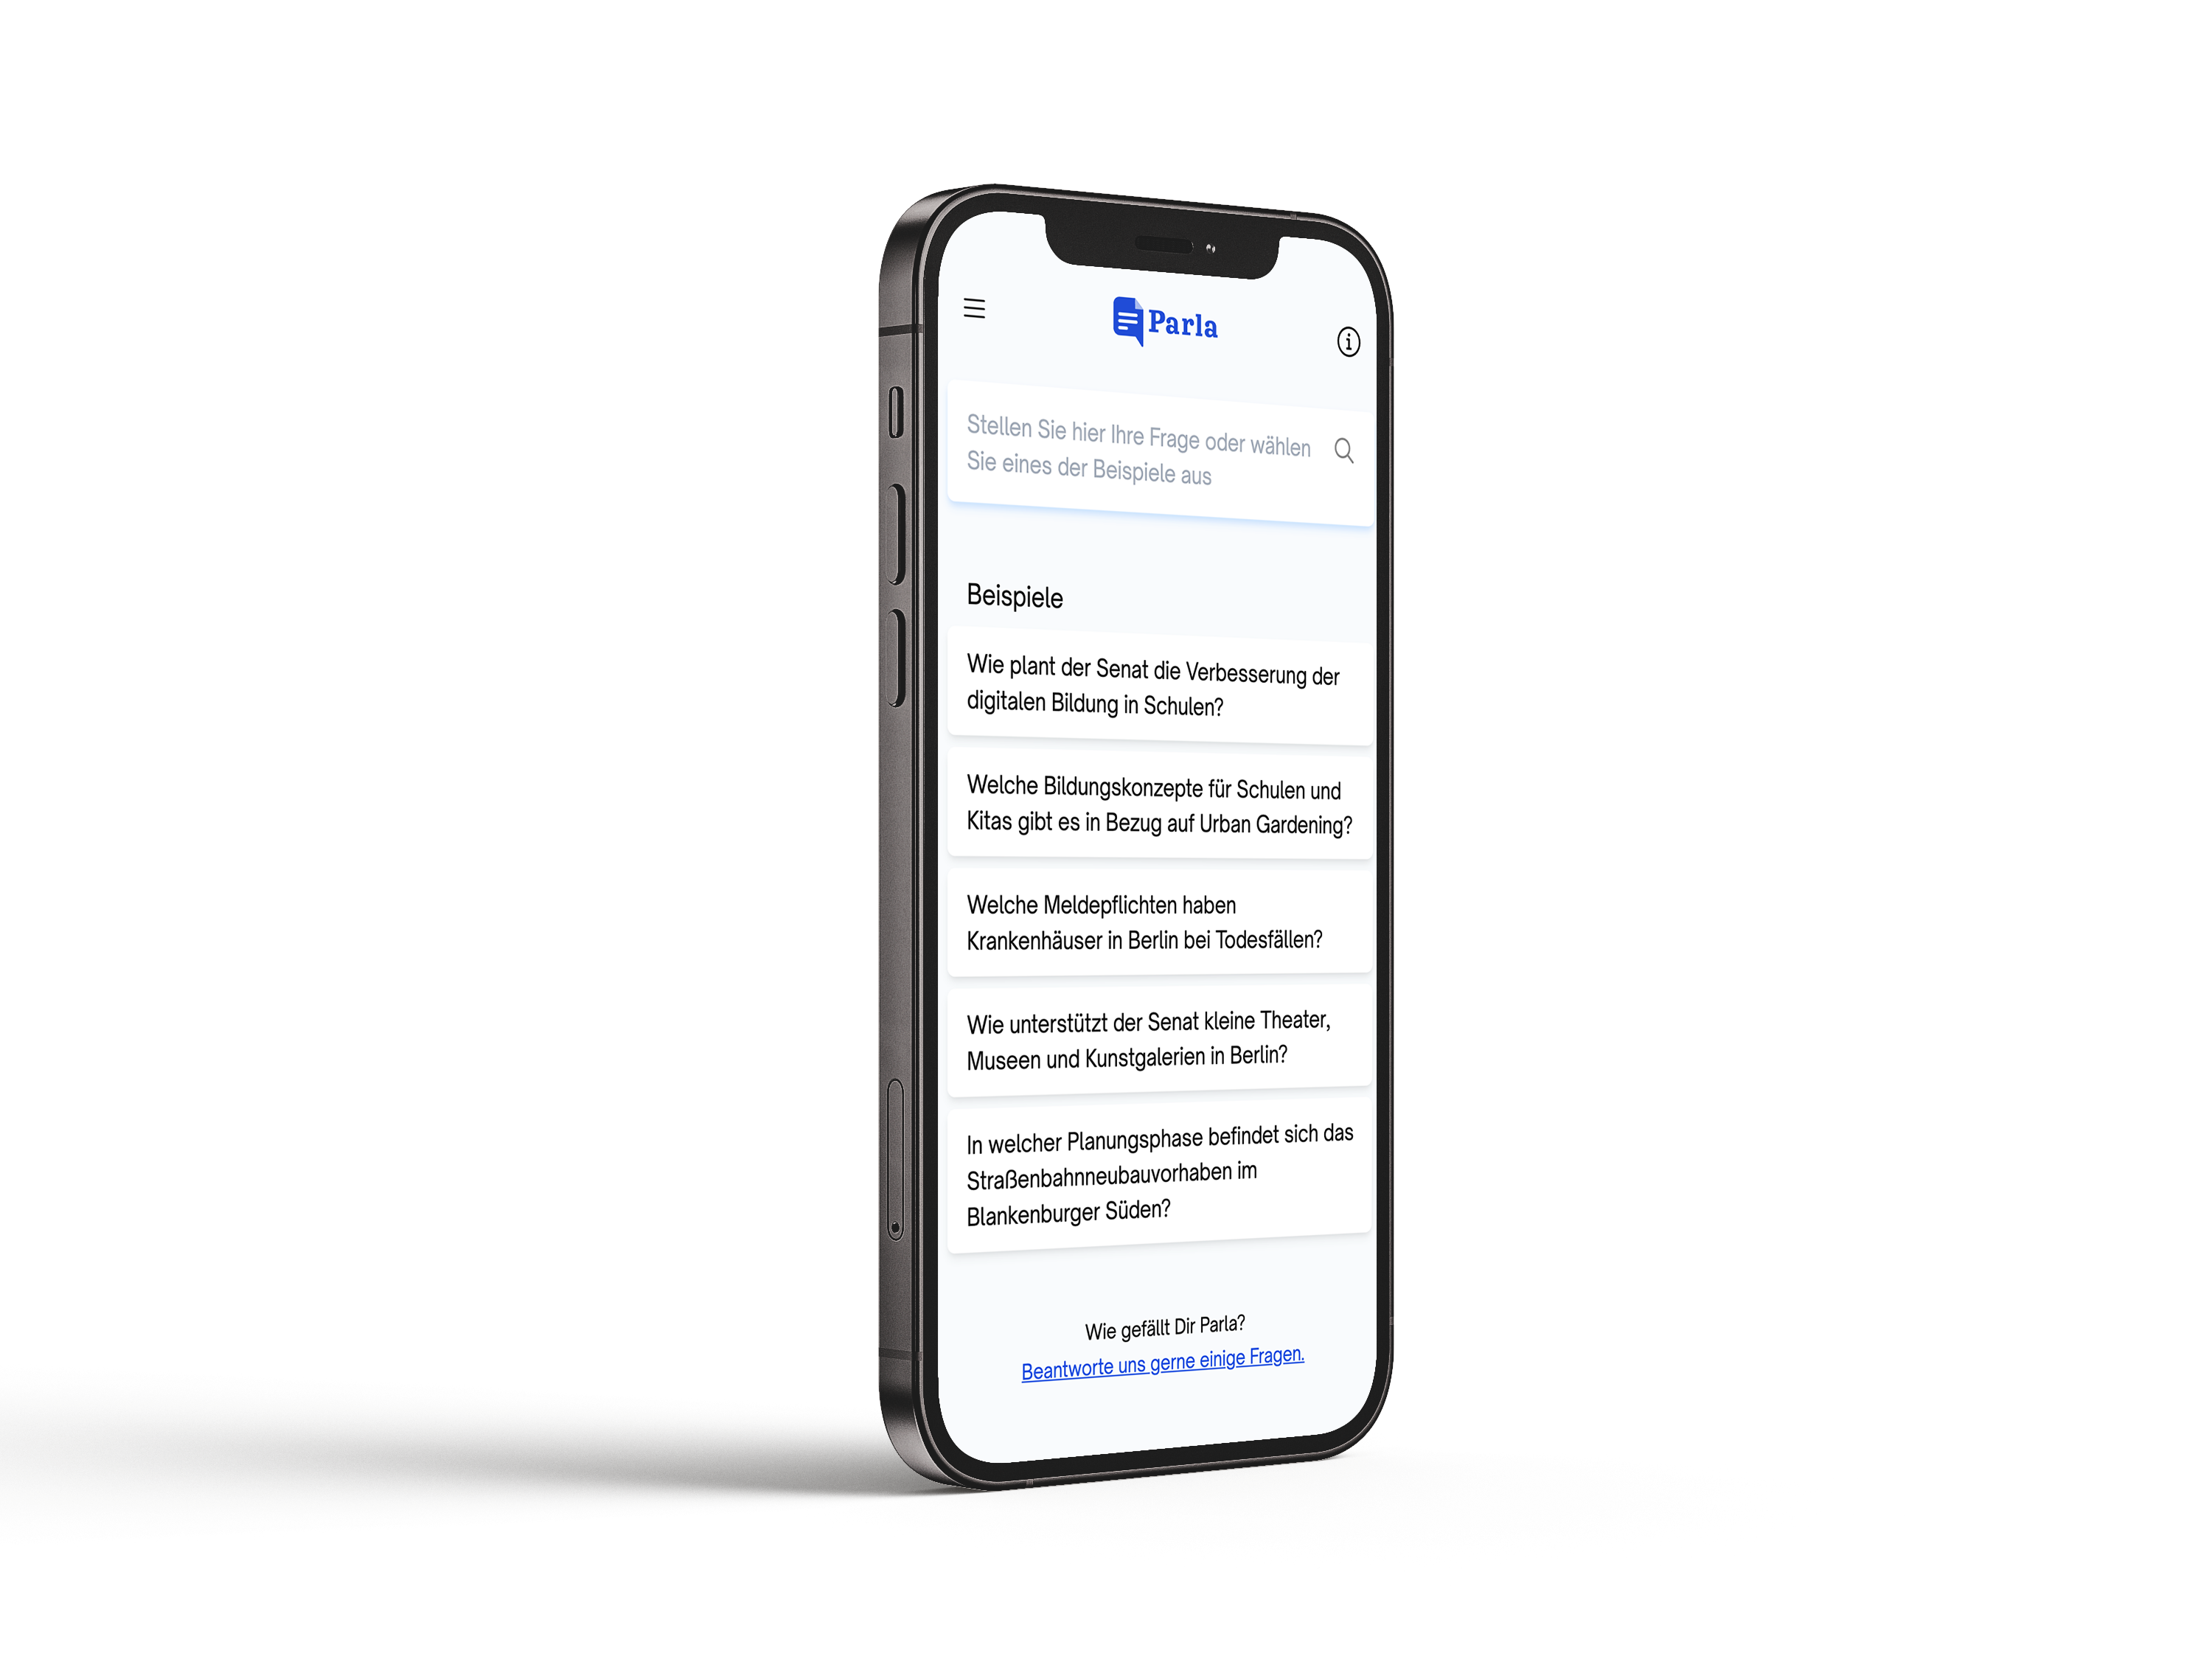 Parla
Stellen Sie hier Ihre Frage oder wählen
Sie eines der Beispiele aus
Beispiele
Wie plant der Senat die Verbesserung der
digitalen Bildung in Schulen?
Welche Bildungskonzepte für Schulen und
Kitas gibt es in Bezug auf Urban Gardening?
Welche Meldepflichten haben
Krankenhäuser in Berlin bei Todesfällen?
Wie unterstützt der Senat kleine Theater,
Museen und Kunstgalerien in Berlin?
In welcher Planungsphase befindet sich das
Straßenbahnneubauvorhaben im
Blankenburger Süden?
Wie gefällt Dir Parla?
Beantworte uns gerne einige Fragen.